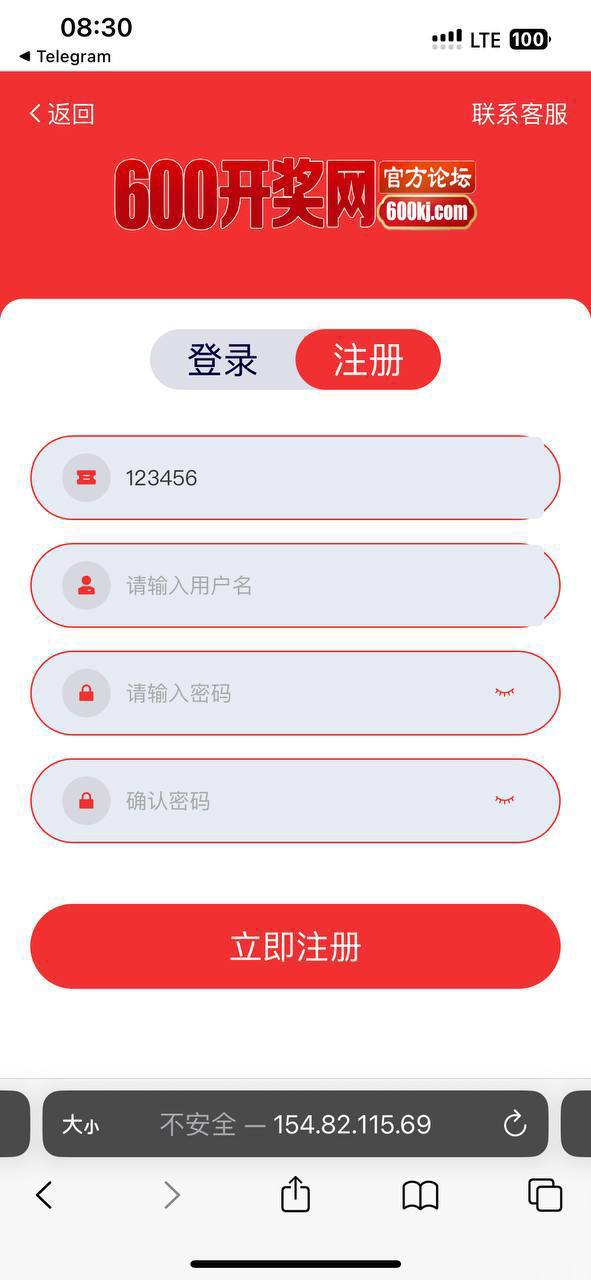 08:30
LTE 100
◀ Telegram
返回
联系客服
600开奖网
官方论坛
600kj.com
登录
注册
123456
请输入用户名
请输入密码
确认密码
立即注册
大小
不安全 — 154.82.115.69